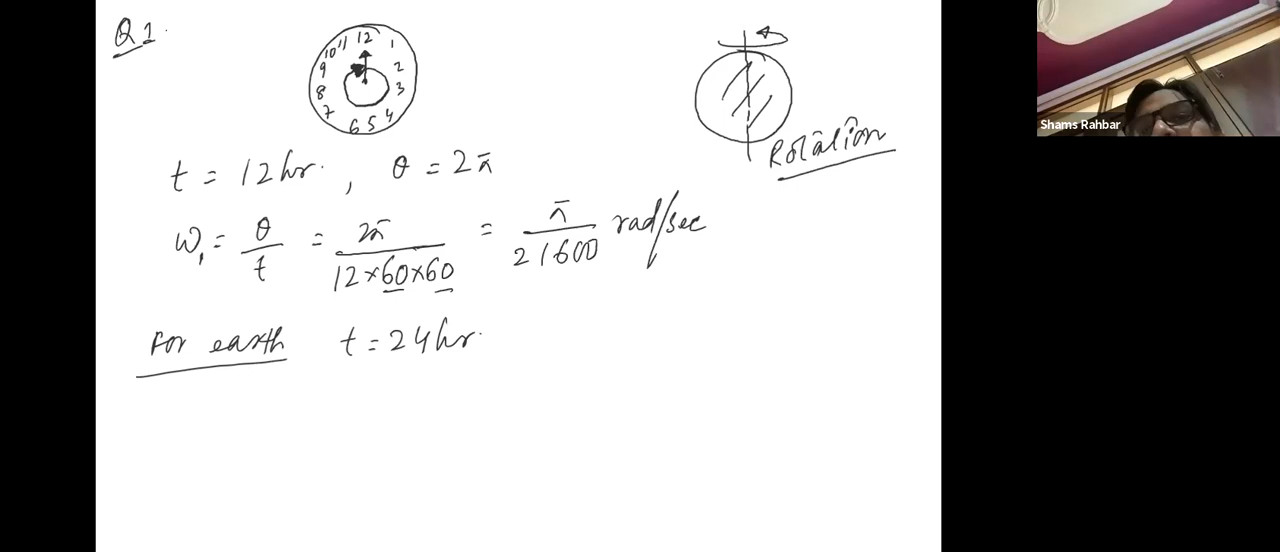 Q1.
12
11
10
1
9
2
8
3
7
4
6 5
Rotation
t = 12 hr. , θ = 2π
ω₁ = θ/t = 2π/(12×60×60) = π/21600 rad/sec
For earth t = 24 hr.
Shams Rahbar